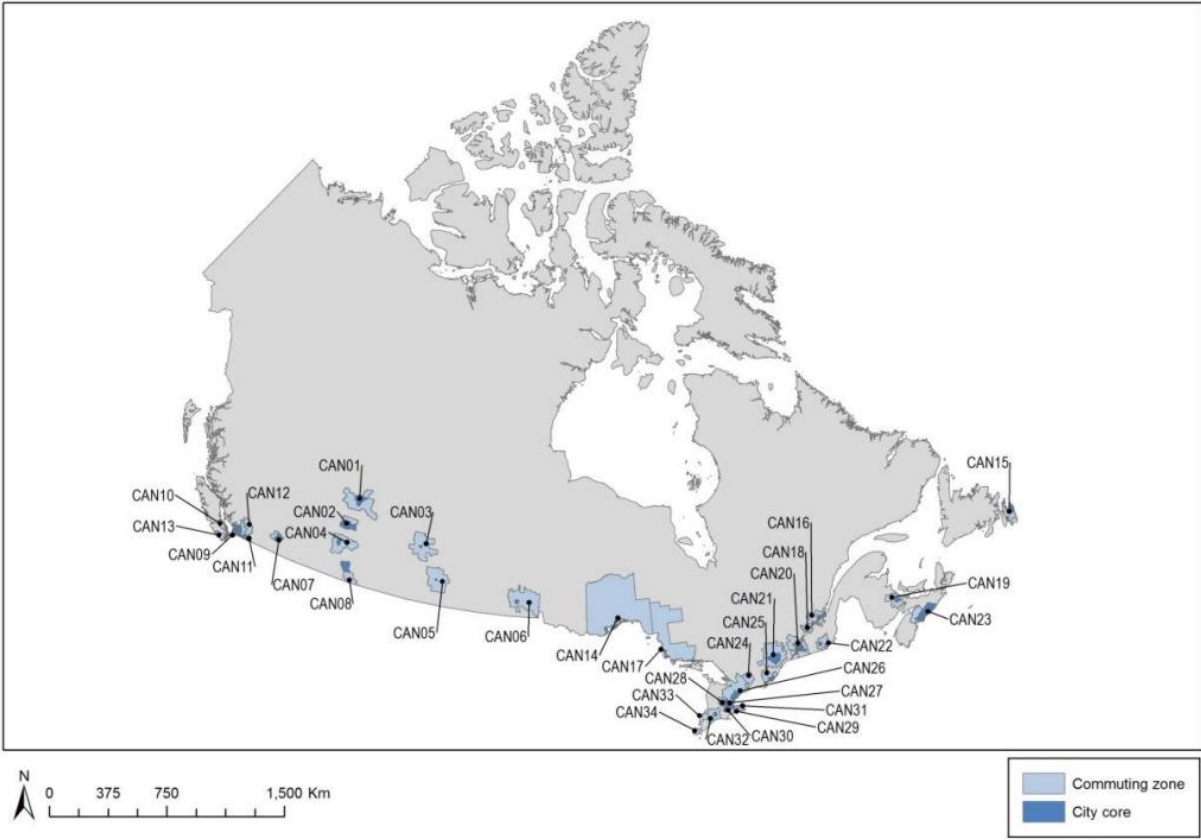 CAN15
CAN01
CAN10
CAN12
CAN02
CAN03
CAN13
CAN04
CAN16
CAN09
CAN18
CAN11
CAN20
CAN19
CAN07
CAN21
CAN08
CAN25
CAN23
CAN05
CAN06
CAN24
CAN22
CAN14
CAN17
CAN26
CAN28
CAN27
CAN33
CAN31
CAN34
CAN29
CAN32
CAN30
N
0 375 750 1,500 Km
Commuting zone
City core